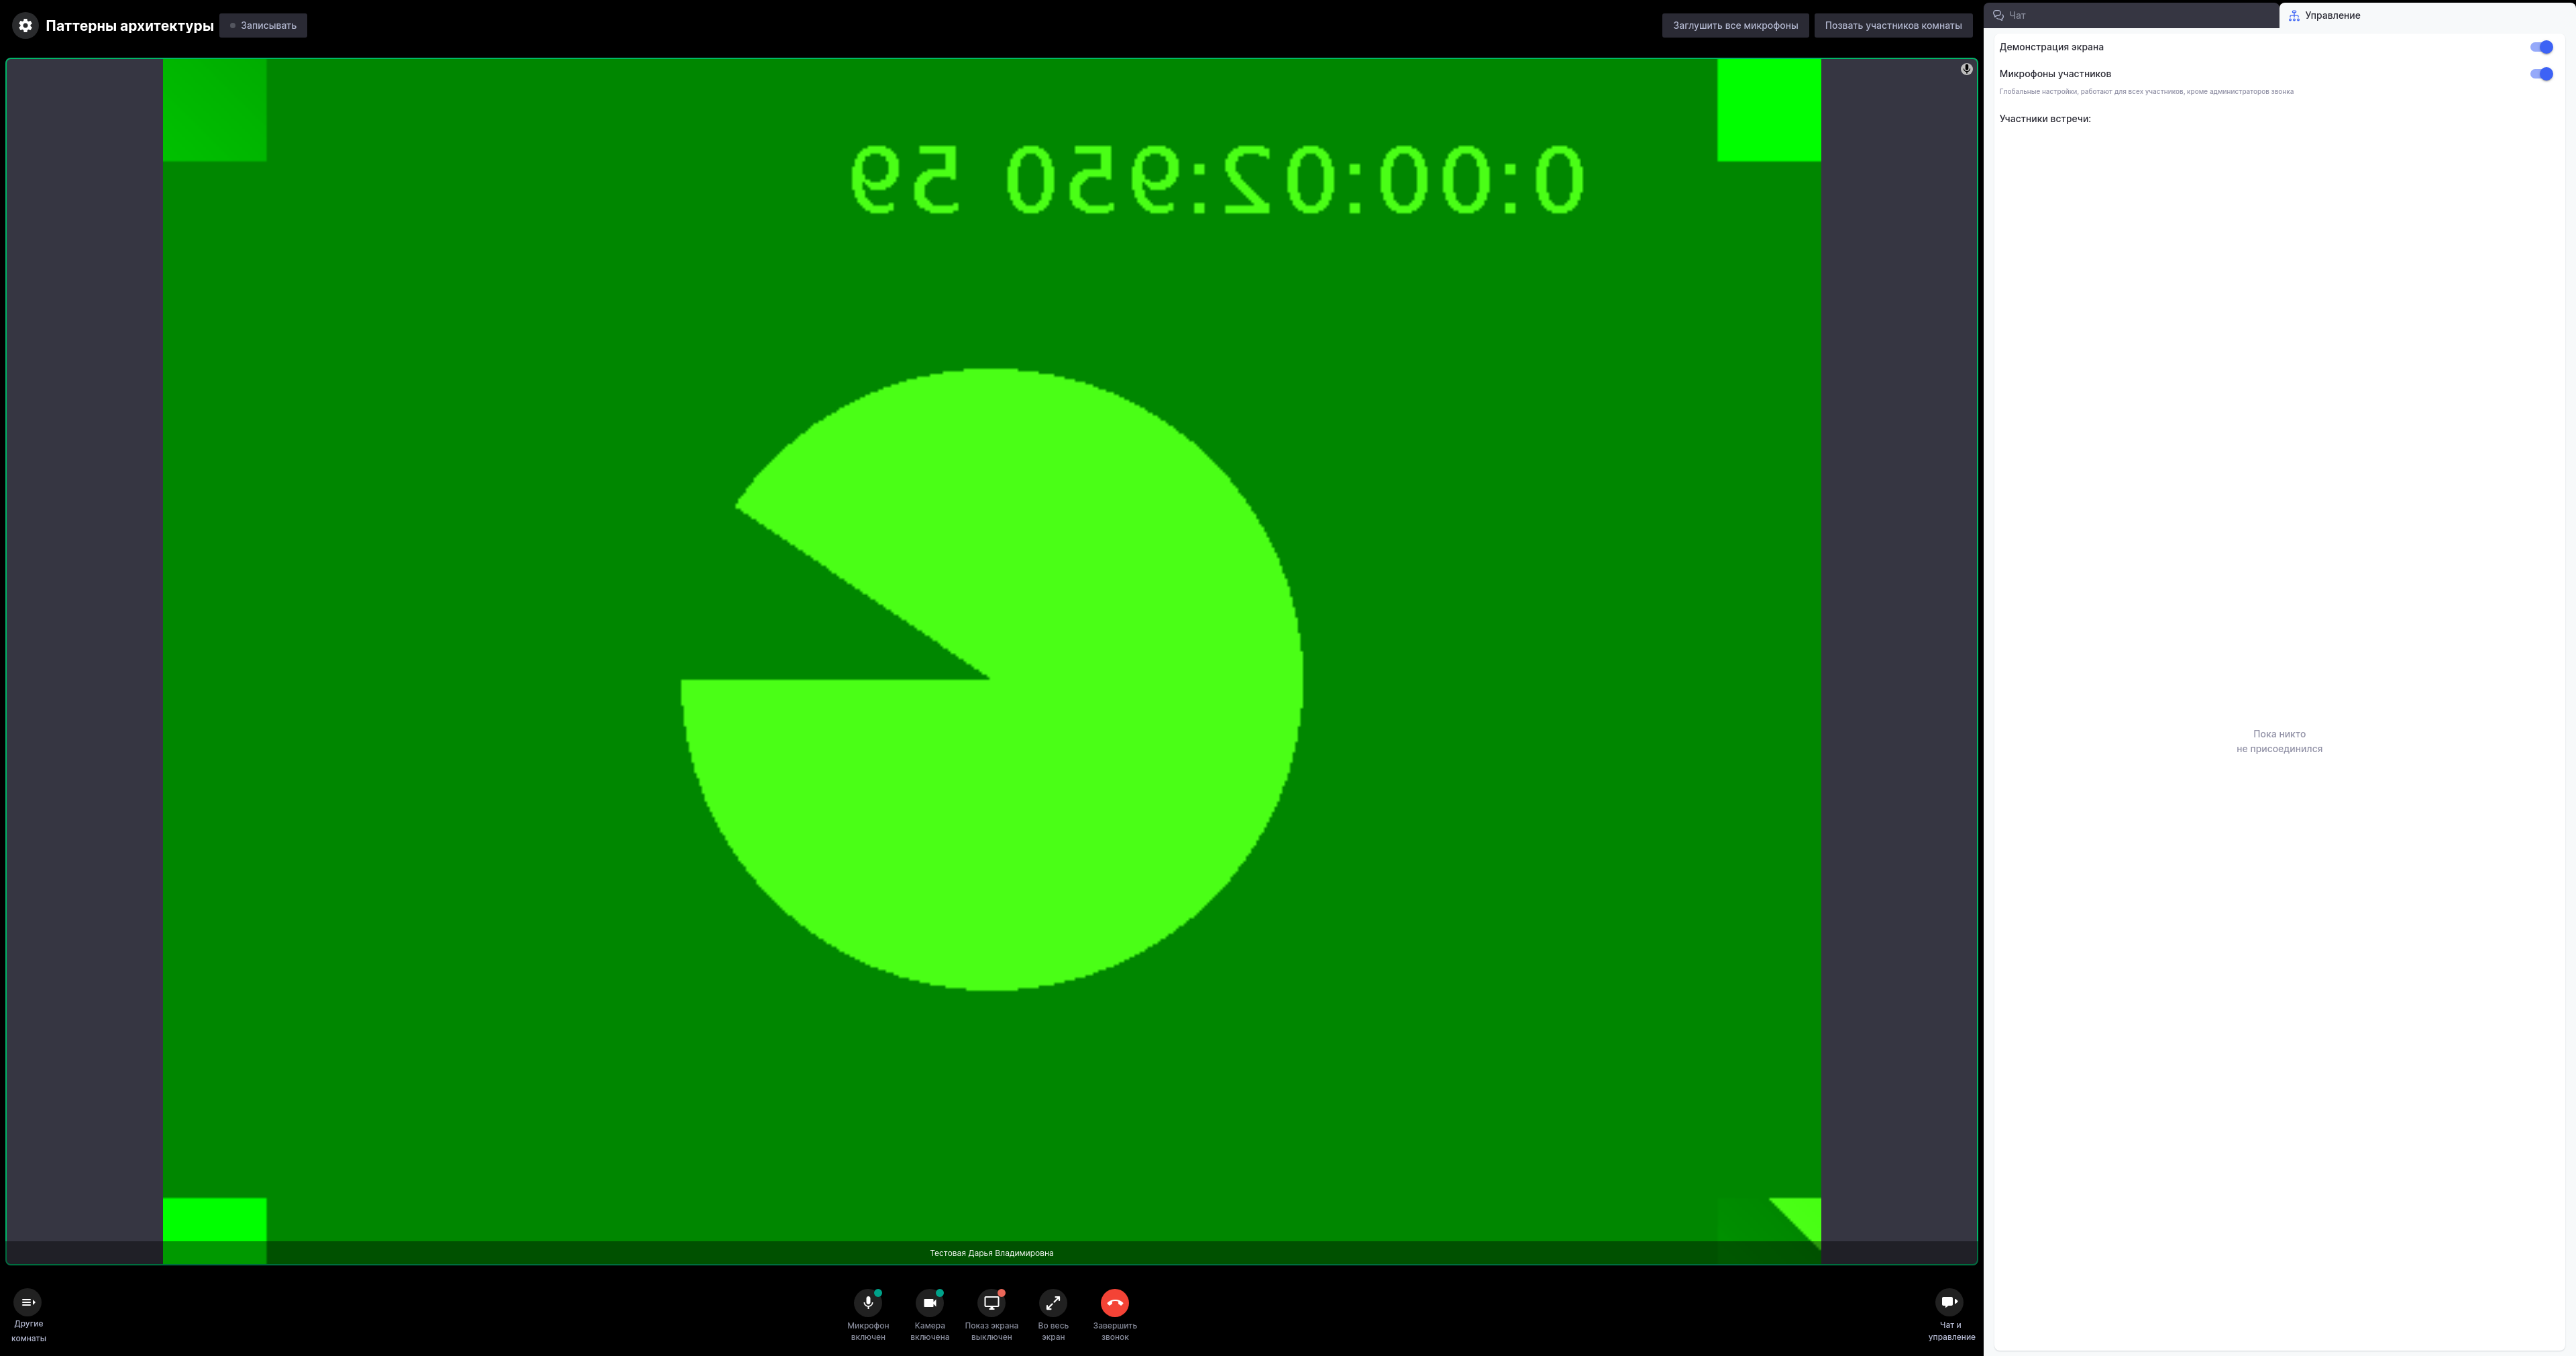 Паттерны архитектуры
Записывать
Заглушить все микрофоны
Позвать участников комнаты
Чат
Управление
Демонстрация экрана
Микрофоны участников
Глобальные настройки, работают для всех участников, кроме администраторов звонка
Участники встречи:
0:00:02:950 59
Пока никто
не присоединился
Тестовая Дарья Владимировна
Другие
комнаты
Микрофон
включен
Камера
включена
Показ экрана
выключен
Во весь
экран
Завершить
звонок
Чат и
управление